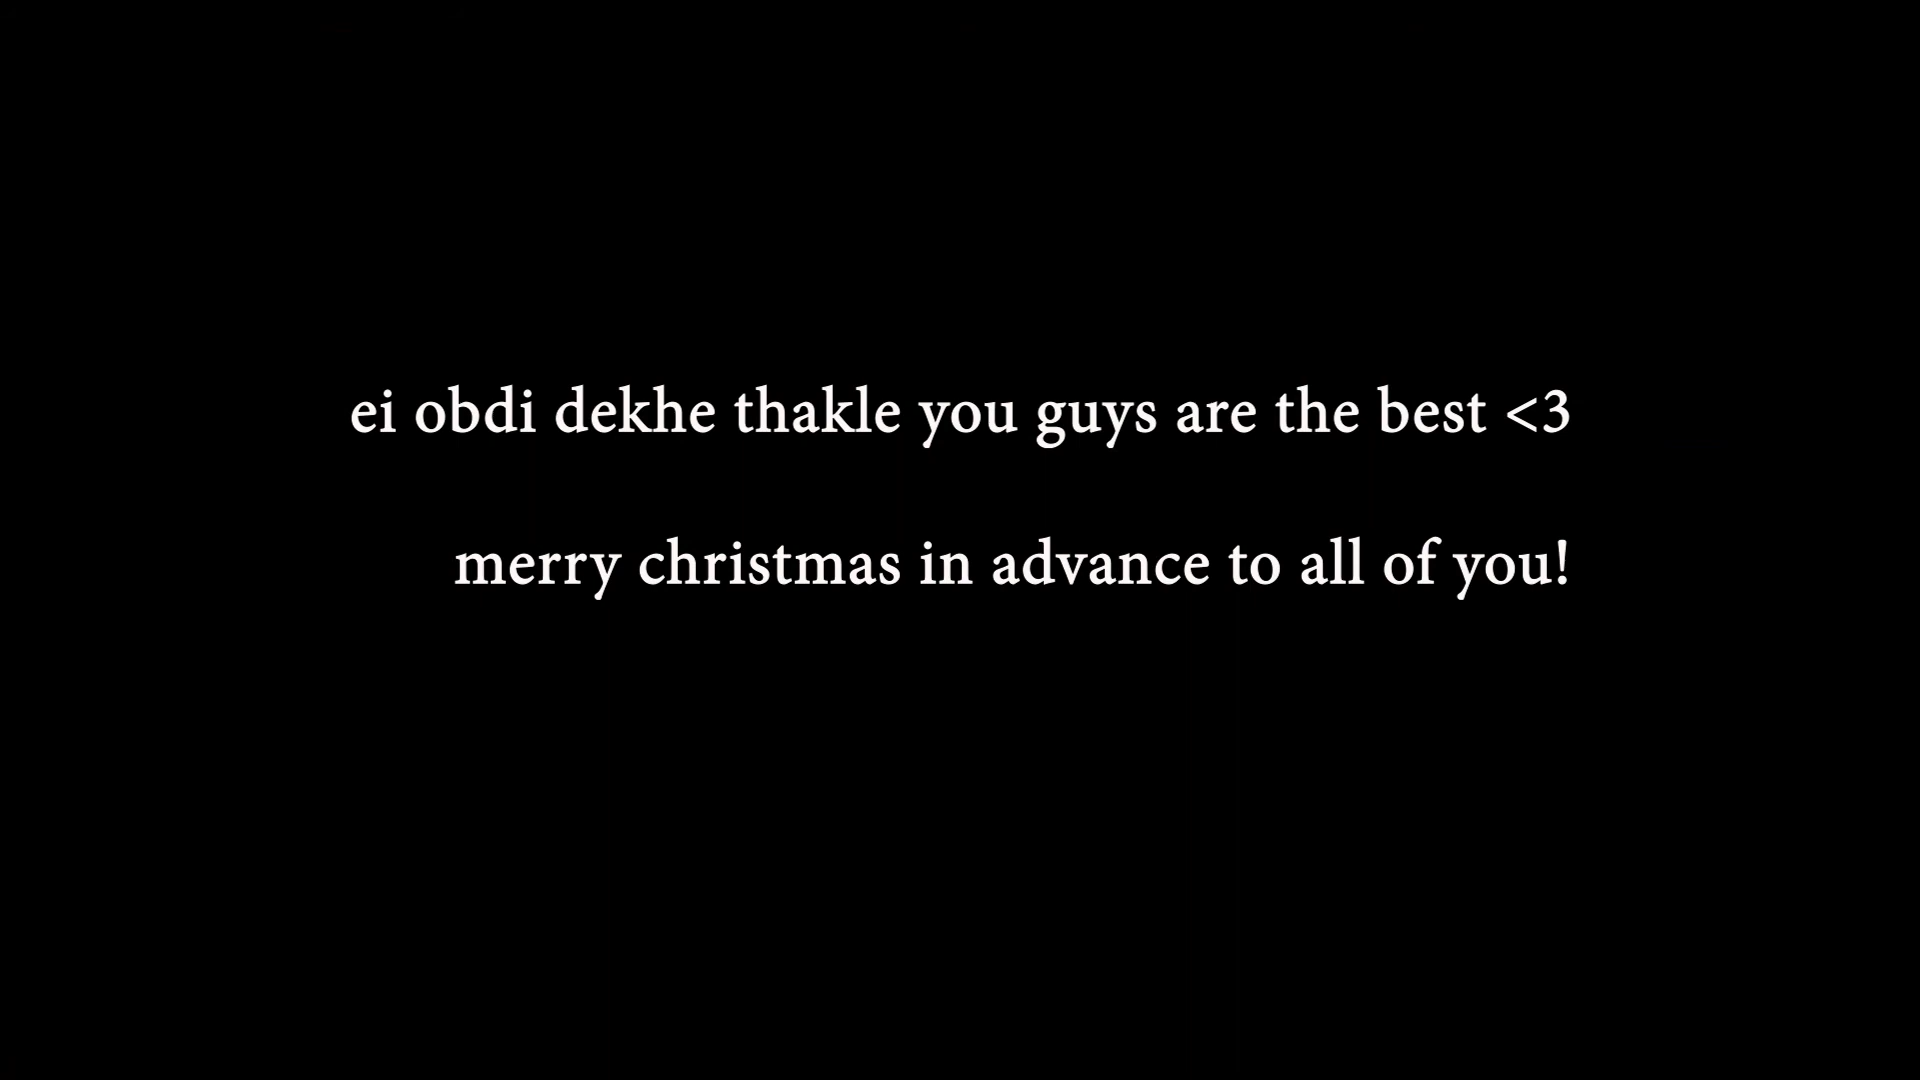 ei obdi dekhe thakle you guys are the best <3
merry christmas in advance to all of you!